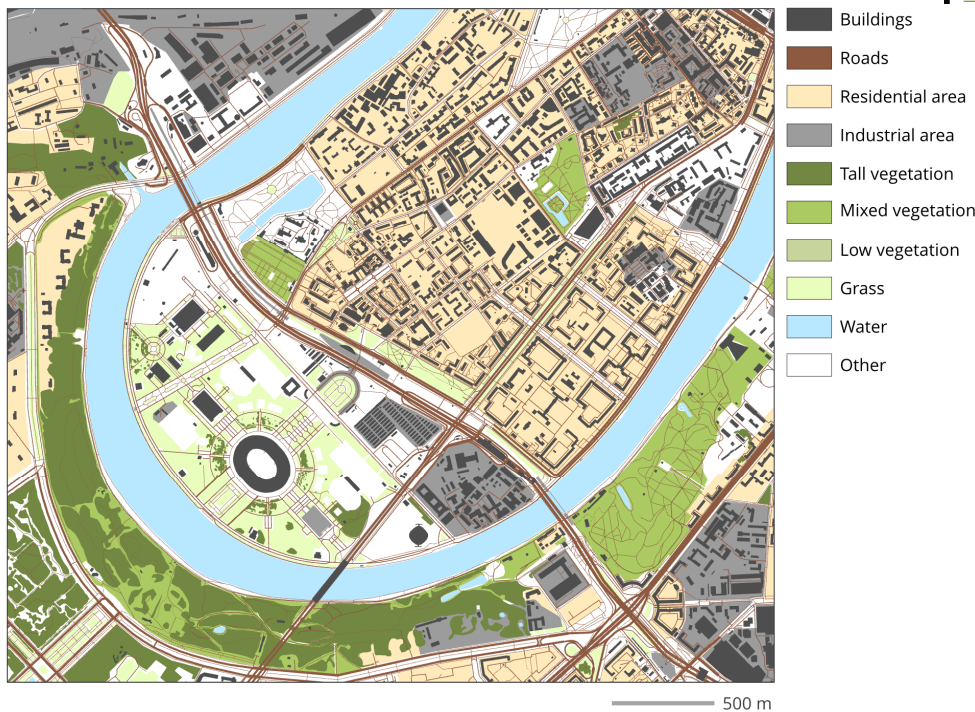 Buildings
Roads
Residential area
Industrial area
Tall vegetation
Mixed vegetation
Low vegetation
Grass
Water
Other
500 m